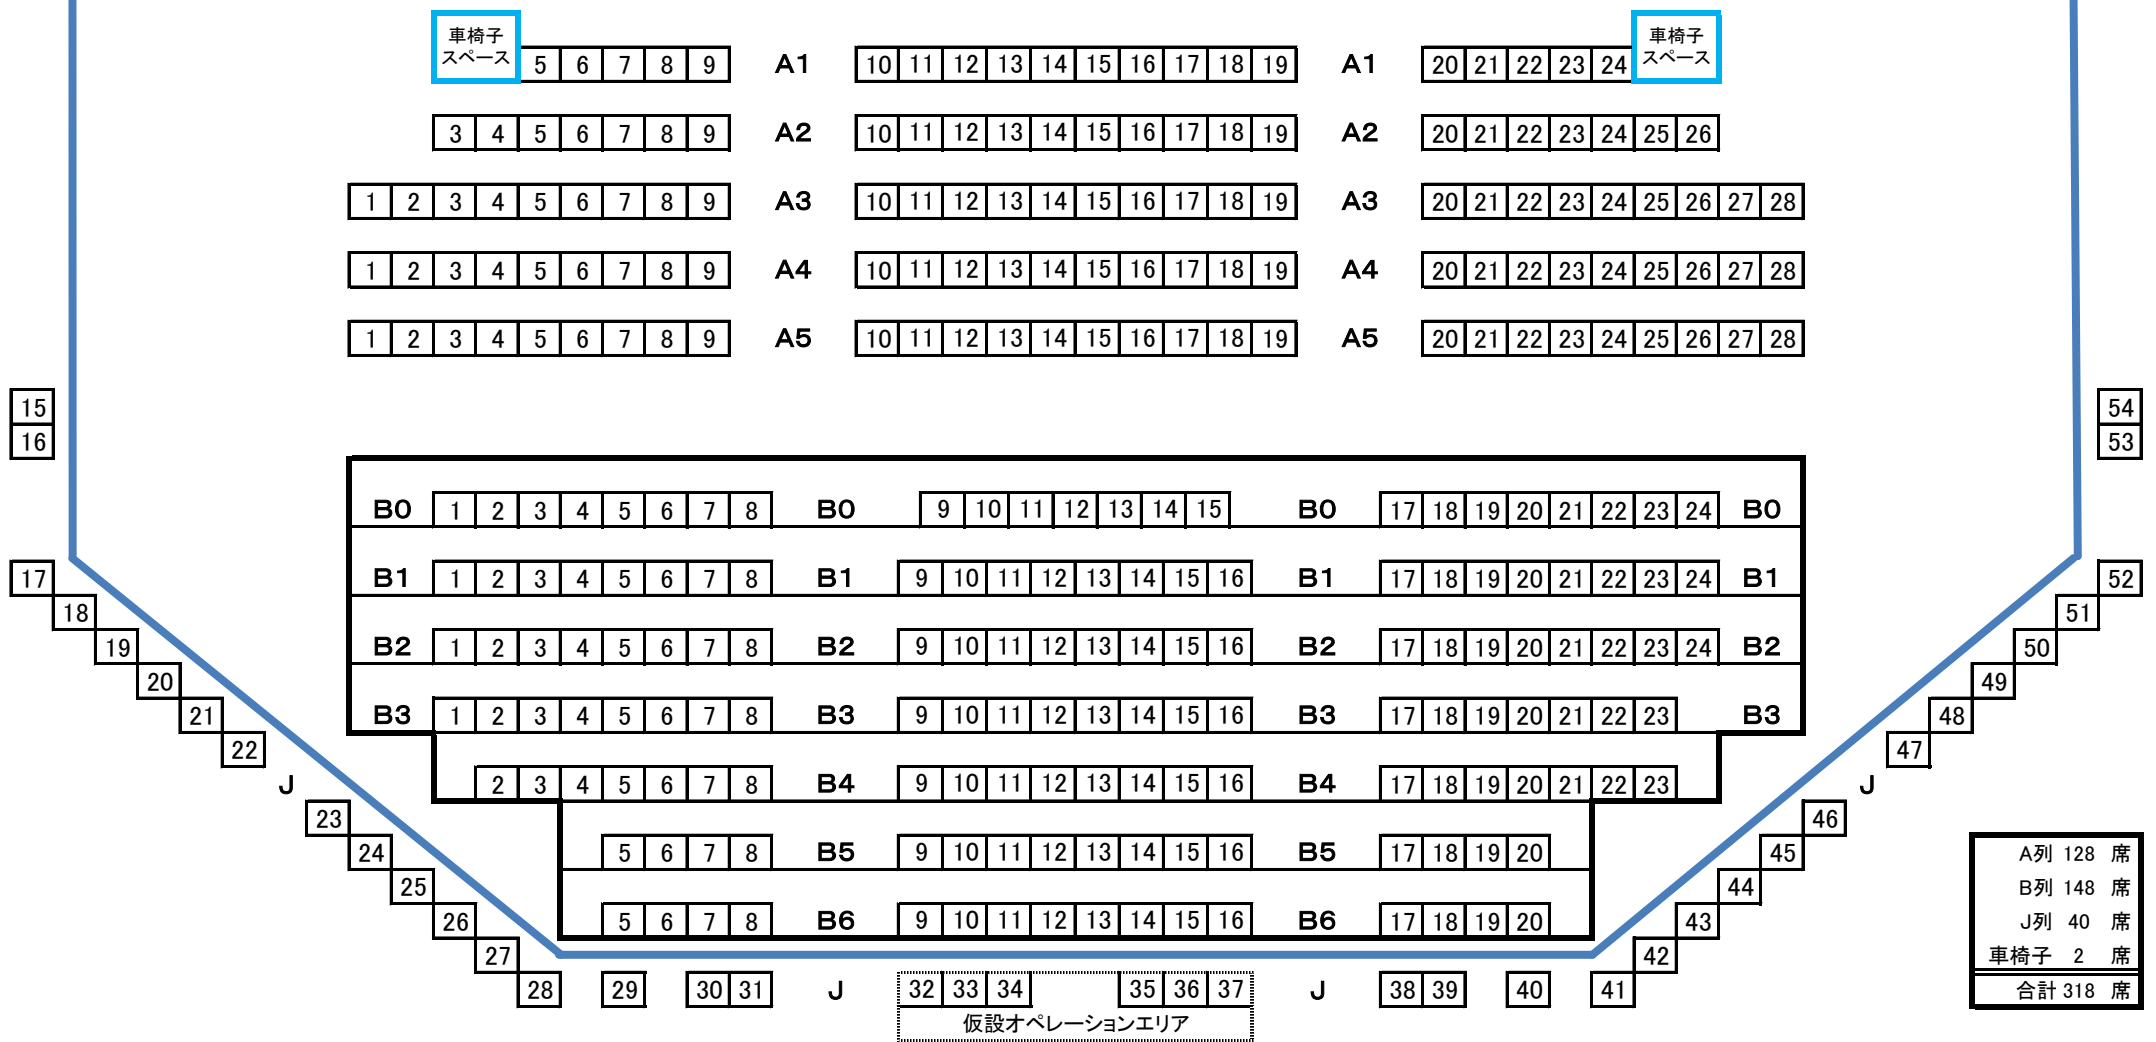 車椅子
スペース
車椅子
スペース
5 6 7 8 9 A1 10 11 12 13 14 15 16 17 18 19 A1 20 21 22 23 24
3 4 5 6 7 8 9 A2 10 11 12 13 14 15 16 17 18 19 A2 20 21 22 23 24 25 26
1 2 3 4 5 6 7 8 9 A3 10 11 12 13 14 15 16 17 18 19 A3 20 21 22 23 24 25 26 27 28
1 2 3 4 5 6 7 8 9 A4 10 11 12 13 14 15 16 17 18 19 A4 20 21 22 23 24 25 26 27 28
1 2 3 4 5 6 7 8 9 A5 10 11 12 13 14 15 16 17 18 19 A5 20 21 22 23 24 25 26 27 28
15 54
16 53
B0 1 2 3 4 5 6 7 8 B0 9 10 11 12 13 14 15 B0 17 18 19 20 21 22 23 24 B0
17 B1 1 2 3 4 5 6 7 8 B1 9 10 11 12 13 14 15 16 B1 17 18 19 20 21 22 23 24 B1 52
18 51
19 B2 1 2 3 4 5 6 7 8 B2 9 10 11 12 13 14 15 16 B2 17 18 19 20 21 22 23 24 B2 50
20 49
21 B3 1 2 3 4 5 6 7 8 B3 9 10 11 12 13 14 15 16 B3 17 18 19 20 21 22 23 B3 48
22 47
J 2 3 4 5 6 7 8 B4 9 10 11 12 13 14 15 16 B4 17 18 19 20 21 22 23 J
23 46
24 5 6 7 8 B5 9 10 11 12 13 14 15 16 B5 17 18 19 20 45
25 44
26 5 6 7 8 B6 9 10 11 12 13 14 15 16 B6 17 18 19 20 43
27 42
28 29 30 31 J 32 33 34 35 36 37 J 38 39 40 41
仮設オペレーションエリア
A列 128 席
B列 148 席
J列 40 席
車椅子 2 席
合計 318 席